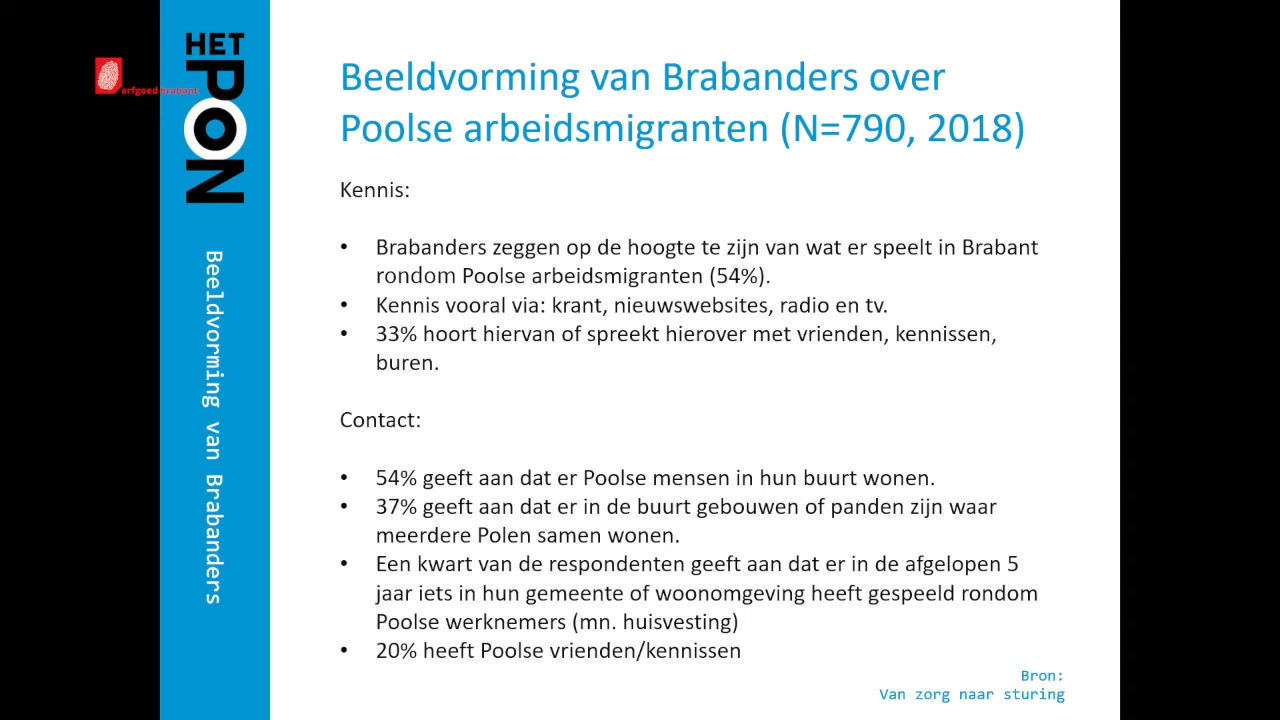 HET
PON
erfgoed brabant
Beeldvorming van Brabanders
Beeldvorming van Brabanders over
Poolse arbeidsmigranten (N=790, 2018)
Kennis:
• Brabanders zeggen op de hoogte te zijn van wat er speelt in Brabant
rondom Poolse arbeidsmigranten (54%).
• Kennis vooral via: krant, nieuwswebsites, radio en tv.
• 33% hoort hiervan of spreekt hierover met vrienden, kennissen,
buren.
Contact:
• 54% geeft aan dat er Poolse mensen in hun buurt wonen.
• 37% geeft aan dat er in de buurt gebouwen of panden zijn waar
meerdere Polen samen wonen.
• Een kwart van de respondenten geeft aan dat er in de afgelopen 5
jaar iets in hun gemeente of woonomgeving heeft gespeeld rondom
Poolse werknemers (mn. huisvesting)
• 20% heeft Poolse vrienden/kennissen
Bron:
Van zorg naar sturing